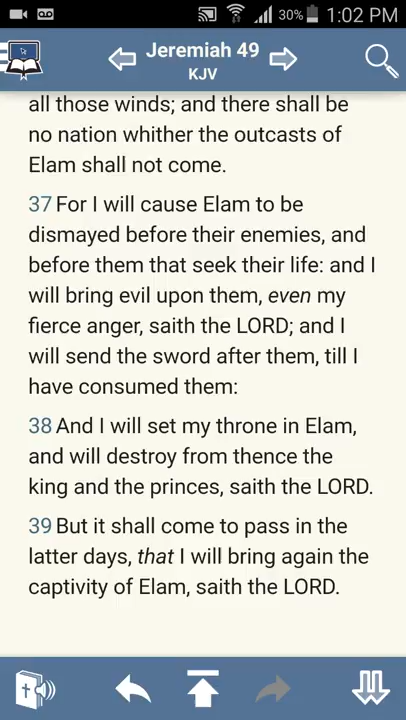 30% 1:02 PM
Jeremiah 49
KJV
all those winds; and there shall be
no nation whither the outcasts of
Elam shall not come.
37 For I will cause Elam to be
dismayed before their enemies, and
before them that seek their life: and I
will bring evil upon them, even my
fierce anger, saith the LORD; and I
will send the sword after them, till I
have consumed them:
38 And I will set my throne in Elam,
and will destroy from thence the
king and the princes, saith the LORD.
39 But it shall come to pass in the
latter days, that I will bring again the
captivity of Elam, saith the LORD.